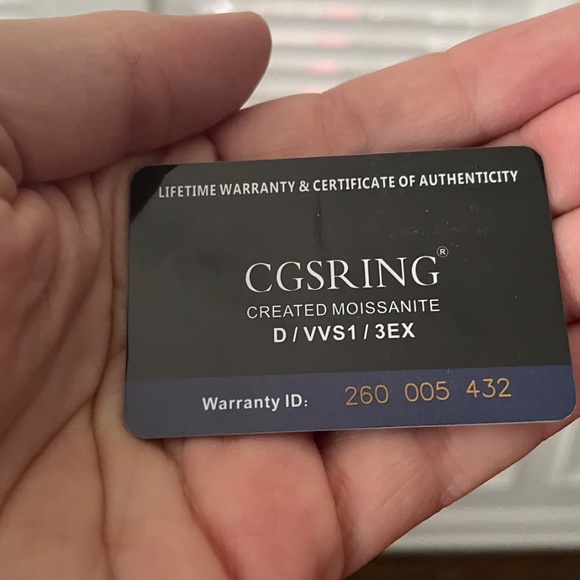 LIFETIME WARRANTY & CERTIFICATE OF AUTHENTICITY
CGSRING®
CREATED MOISSANITE
D / VVS1 / 3EX
Warranty ID: 260 005 432